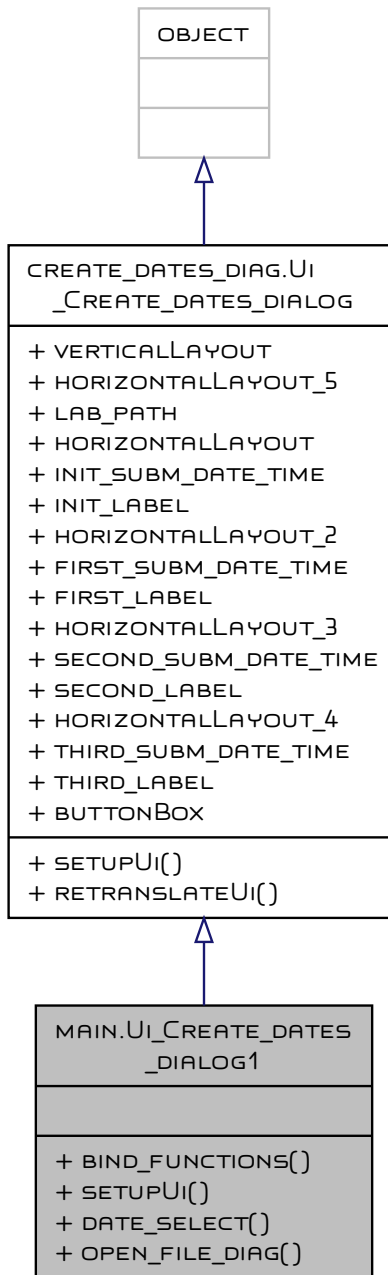 object
create_dates_diag.Ui
_Create_dates_dialog
+ verticalLayout
+ horizontalLayout_5
+ lab_path
+ horizontalLayout
+ init_subm_date_time
+ init_label
+ horizontalLayout_2
+ first_subm_date_time
+ first_label
+ horizontalLayout_3
+ second_subm_date_time
+ second_label
+ horizontalLayout_4
+ third_subm_date_time
+ third_label
+ buttonBox
+ setupUi()
+ retranslateUi()
main.Ui_Create_dates
_dialog1
+ bind_functions()
+ setupUi()
+ date_select()
+ open_file_diag()